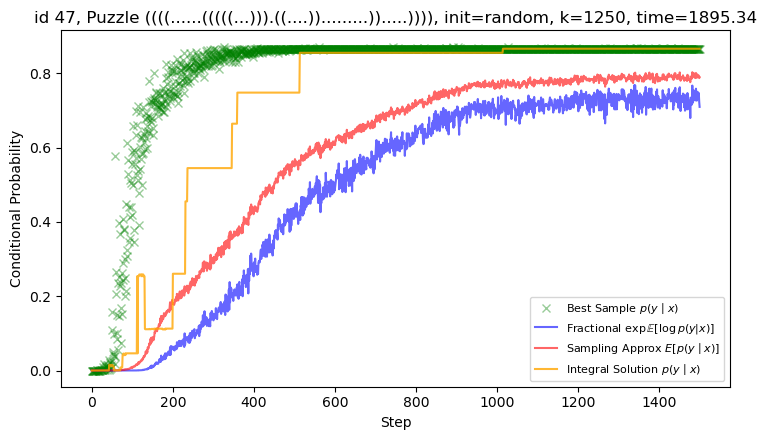 id 47, Puzzle ((((......(((((...))).((....)).........)).....)))), init=random, k=1250, time=1895.34
Conditional Probability
0.8
0.6
0.4
0.2
0.0
Best Sample p(y | x)
Fractional exp 𝔼[log p(y|x)]
Sampling Approx E[p(y | x)]
Integral Solution p(y | x)
0 200 400 600 800 1000 1200 1400
Step